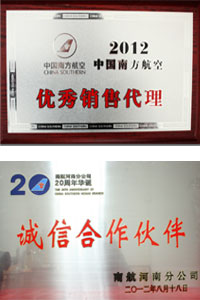 2012
中国南方航空
CHINA SOUTHERN
中国南方航空
优秀销售代理
20
南航河南分公司
20周年华诞
诚信合作伙伴
南航河南分公司
二〇一二年八月十八日